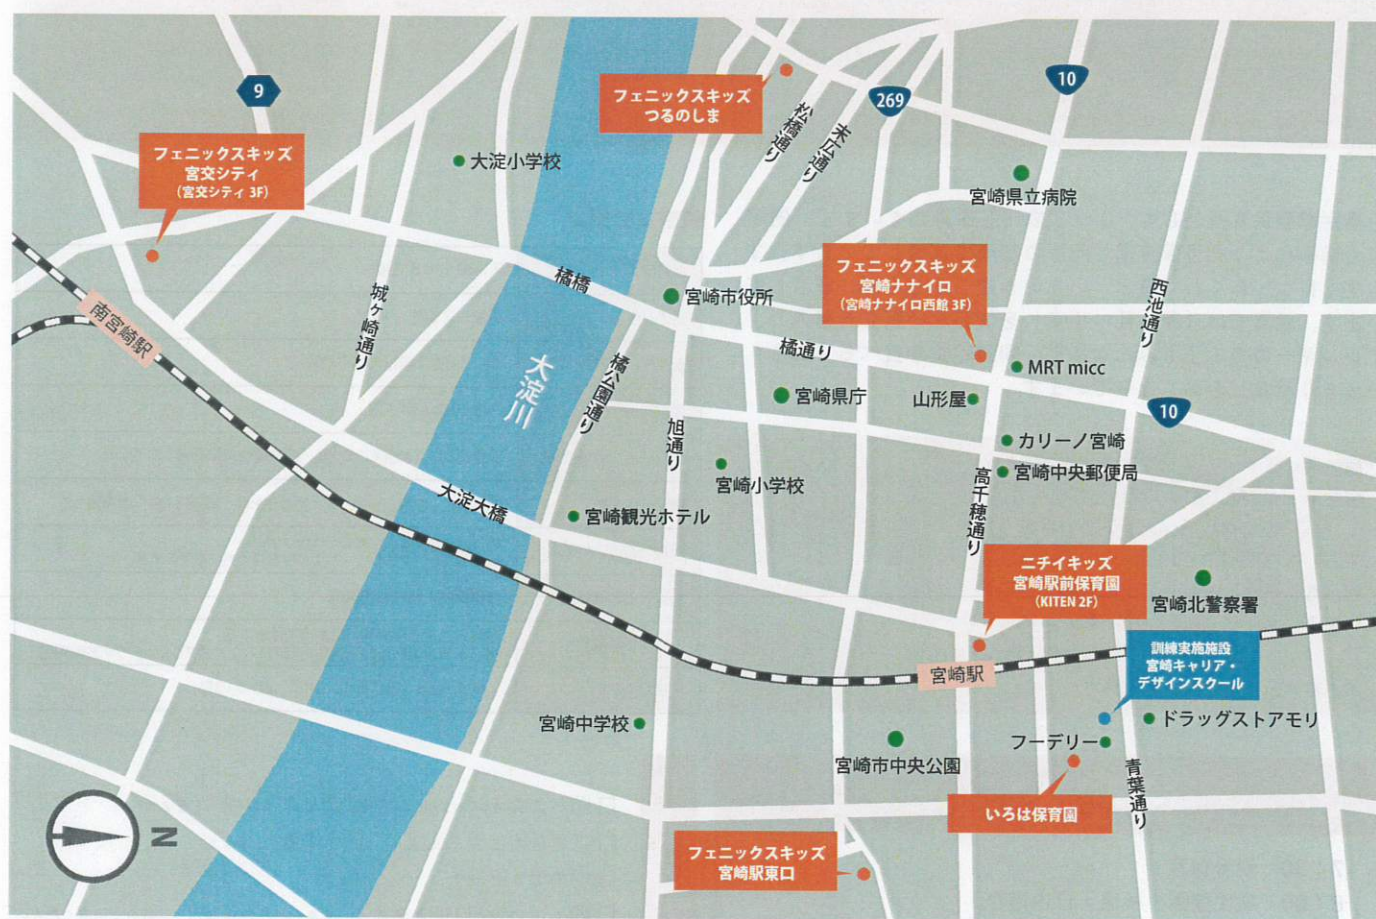 9
フェニックスキッズ
つるのしま
269
10
松橋通り
末広通り
フェニックスキッズ
宮交シティ
(宮交シティ 3F)
大淀小学校
宮崎県立病院
フェニックスキッズ
宮崎ナナイロ
(宮崎ナナイロ西館 3F)
橘橋
宮崎市役所
西池通り
城ヶ崎通り
南宮崎駅
大淀川
橘公園通り
橘通り
MRT micc
宮崎県庁
山形屋
10
旭通り
カリーノ宮崎
宮崎小学校
宮崎中央郵便局
高千穂通り
大淀大橋
宮崎観光ホテル
ニチイキッズ
宮崎駅前保育園
(KITEN 2F)
宮崎北警察署
訓練実施施設
宮崎キャリア・
デザインスクール
宮崎駅
宮崎中学校
ドラッグストアモリ
フーデリー
宮崎市中央公園
青葉通り
いろは保育園
N
フェニックスキッズ
宮崎駅東口